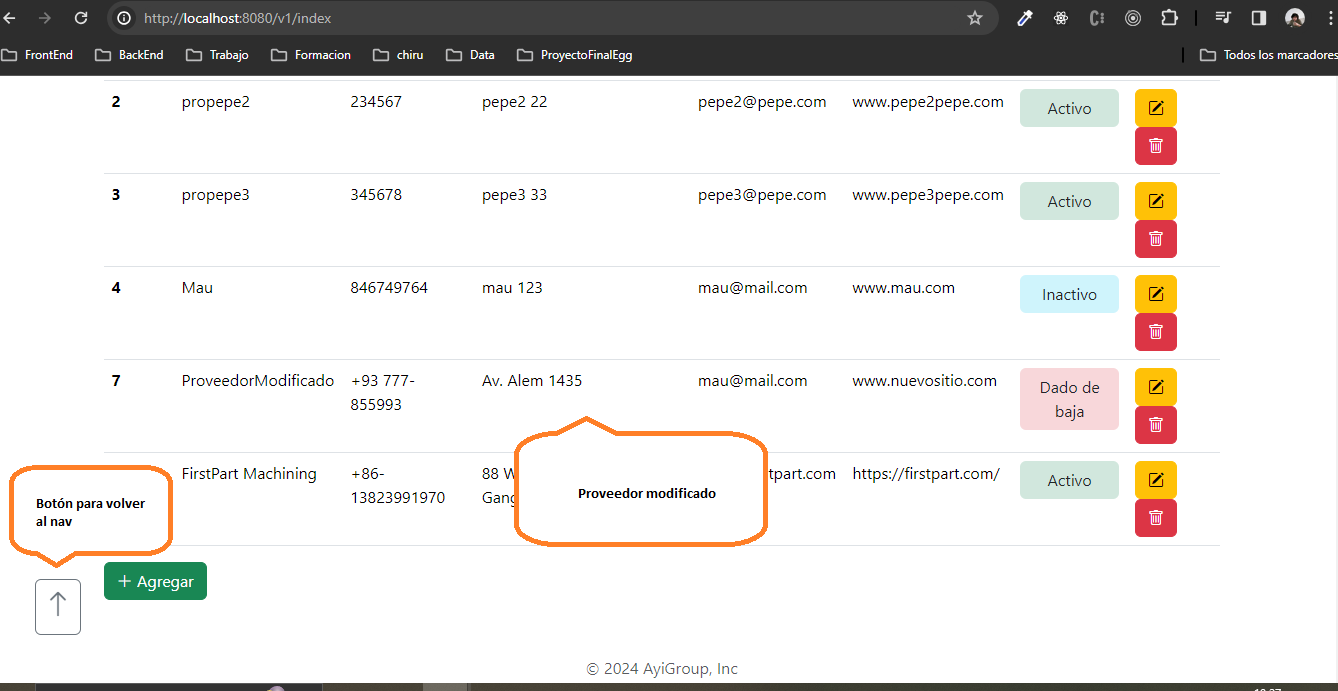 http://localhost:8080/v1/index
FrontEnd BackEnd Trabajo Formacion chiru Data ProyectoFinalEgg Todos los marcadores
2 propepe2 234567 pepe2 22 pepe2@pepe.com www.pepe2pepe.com Activo
3 propepe3 345678 pepe3 33 pepe3@pepe.com www.pepe3pepe.com Activo
4 Mau 846749764 mau 123 mau@mail.com www.mau.com Inactivo
7 ProveedorModificado +93 777- Av. Alem 1435 mau@mail.com www.nuevositio.com Dado de
855993 baja
FirstPart Machining +86- 88 W tpart.com https://firstpart.com/ Activo
13823991970 Gang
Proveedor modificado
Botón para volver
al nav
+ Agregar
© 2024 AyiGroup, Inc